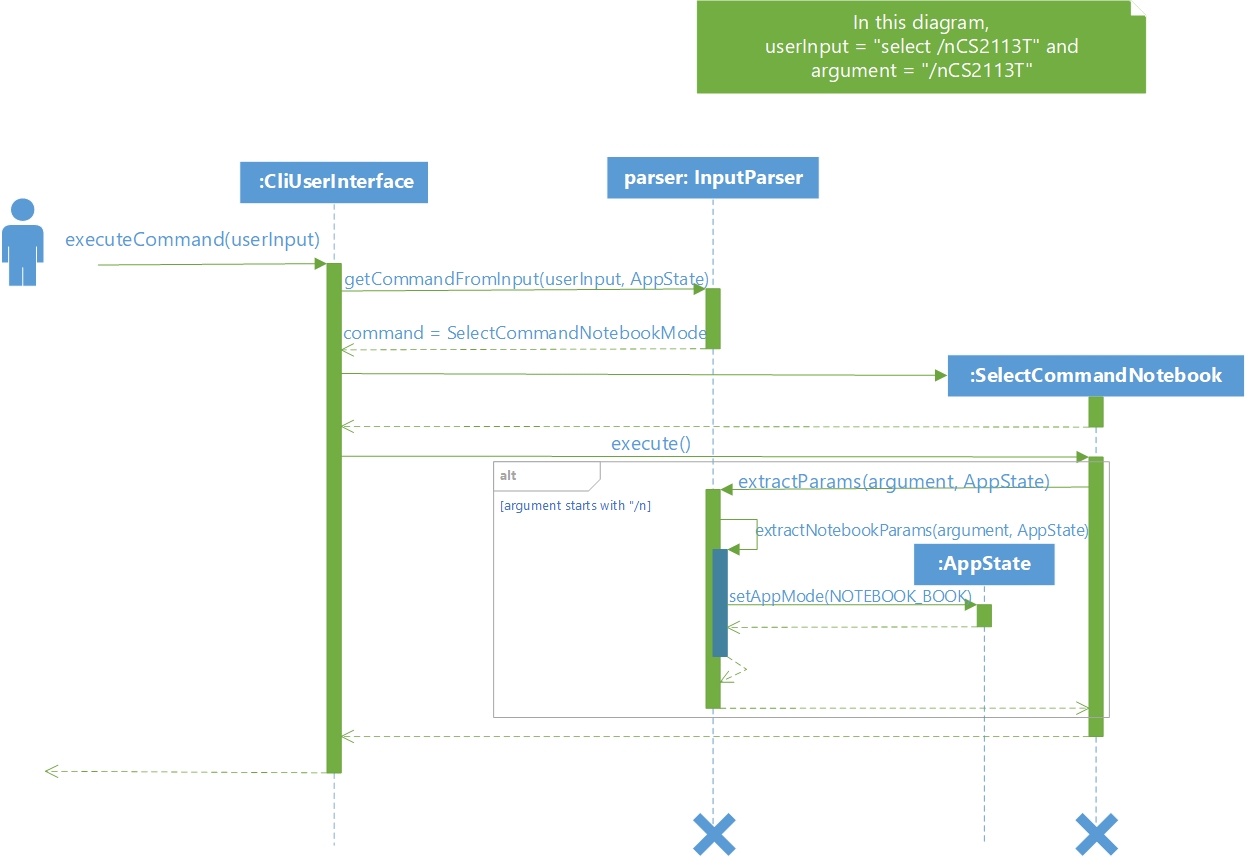 In this diagram,
userInput = "select /nCS2113T" and
argument = "/nCS2113T"
:CliUserInterface
parser: InputParser
executeCommand(userInput)
getCommandFromInput(userInput, AppState)
command = SelectCommandNotebookMode
:SelectCommandNotebook
execute()
alt
extractParams(argument, AppState)
[argument starts with "/n]
extractNotebookParams(argument, AppState)
:AppState
setAppMode(NOTEBOOK_BOOK)